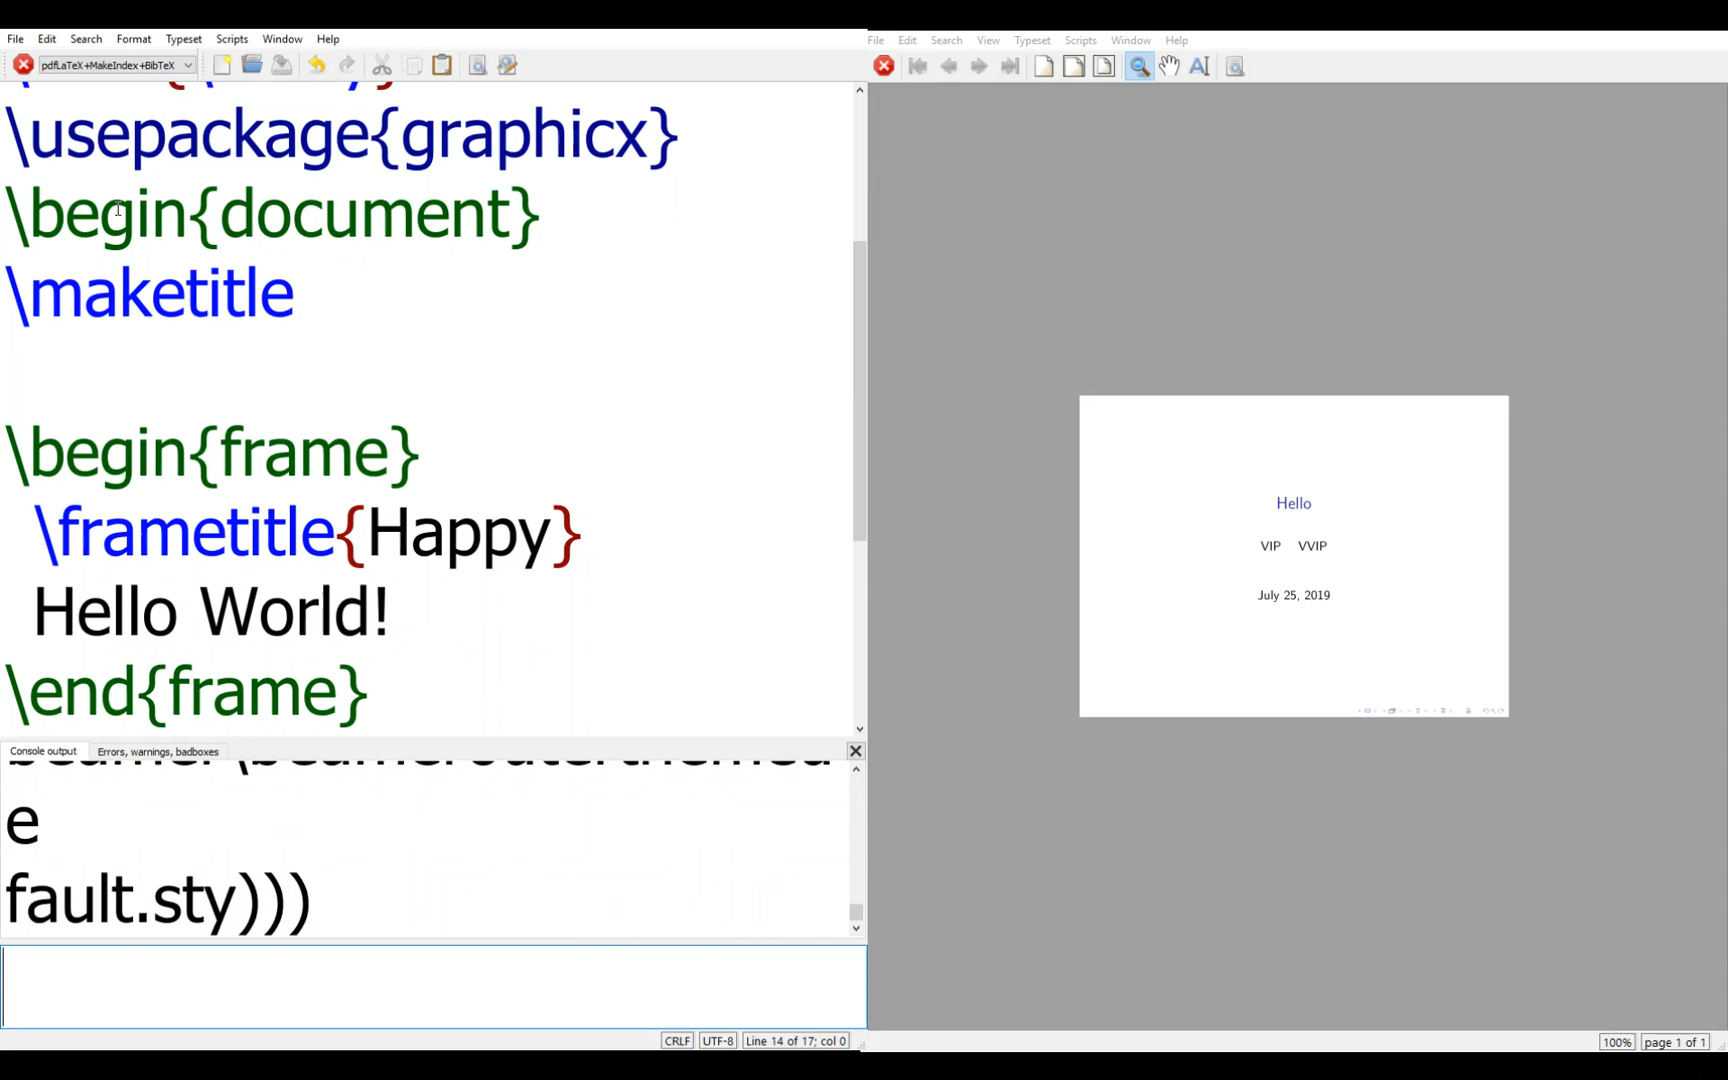 File Edit Search Format Typeset Scripts Window Help
pdfLaTeX+MakeIndex+BibTeX
\usepackage{graphicx}
\begin{document}
\maketitle
\begin{frame}
\frametitle{Happy}
Hello World!
\end{frame}
Console output Errors, warnings, badboxes
e
fault.sty)))
CRLF UTF-8 Line 14 of 17; col 0
File Edit Search View Typeset Scripts Window Help
Hello
VIP VVIP
July 25, 2019
100% page 1 of 1